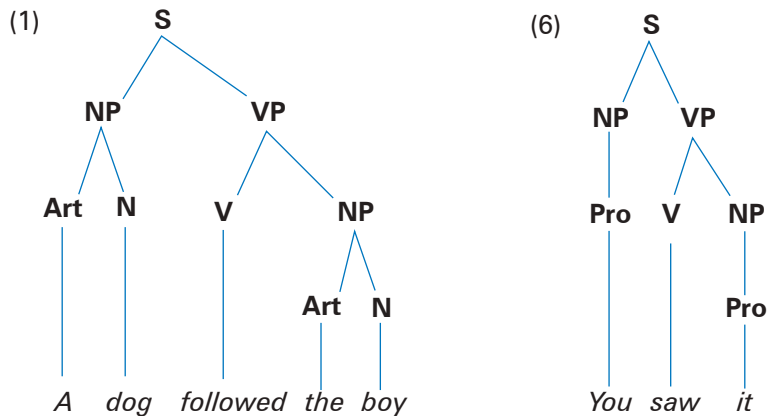 (1) S (6) S
NP VP NP VP
Art N V NP Pro V NP
Art N Pro
A dog followed the boy You saw it